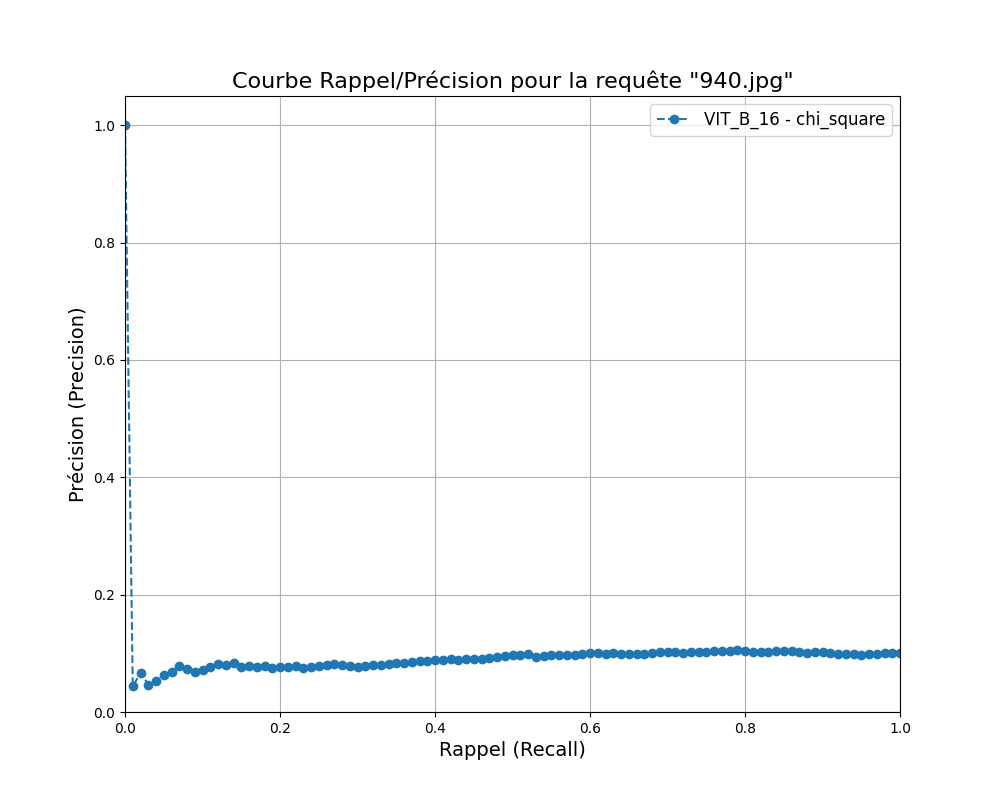 Courbe Rappel/Précision pour la requête "940.jpg"
VIT_B_16 - chi_square
Précision (Precision)
1.0
0.8
0.6
0.4
0.2
0.0
0.0 0.2 0.4 0.6 0.8 1.0
Rappel (Recall)